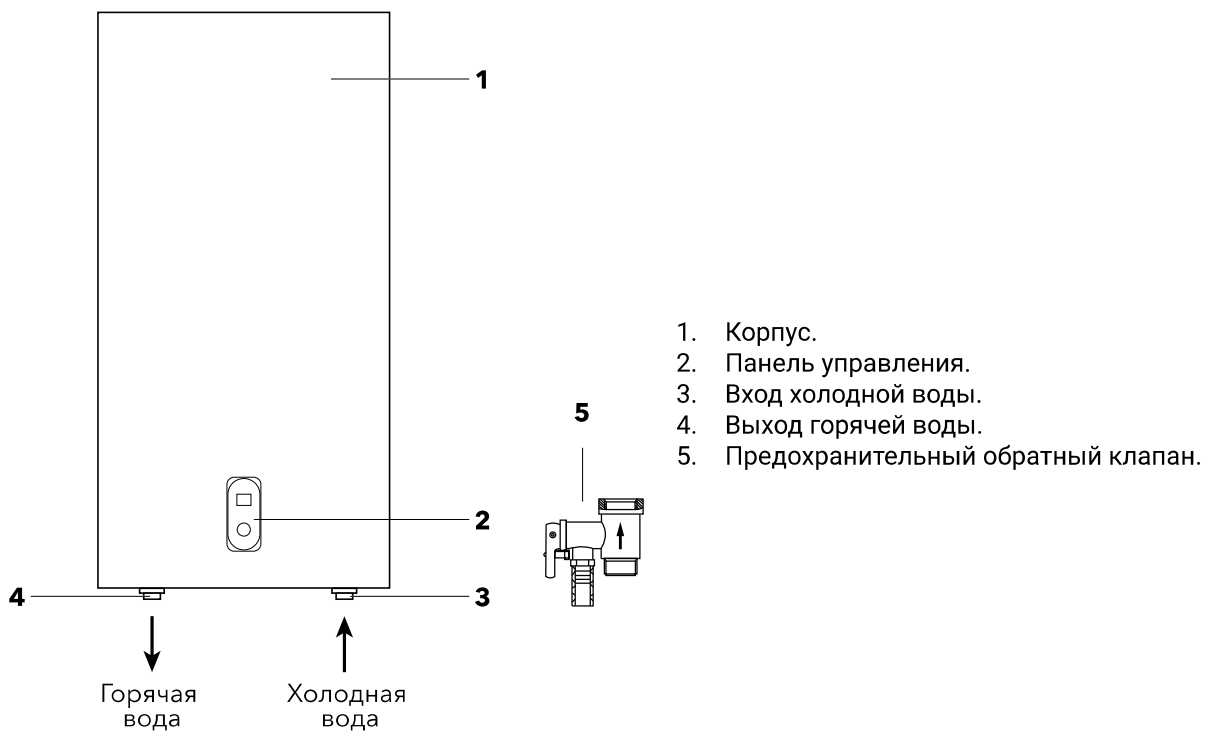 1
1. Корпус.
2. Панель управления.
3. Вход холодной воды.
4. Выход горячей воды.
5. Предохранительный обратный клапан.
5
2
4
3
Горячая
вода
Холодная
вода